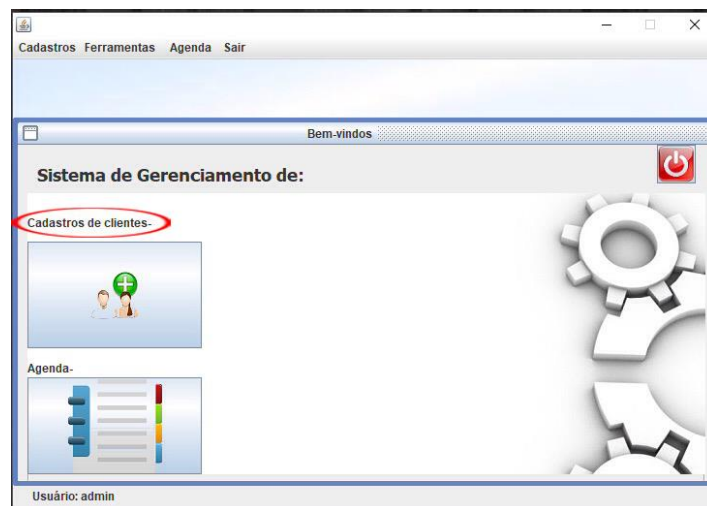 Cadastros Ferramentas Agenda Sair
Bem-vindos
Sistema de Gerenciamento de:
Cadastros de clientes-
Agenda-
Usuário: admin